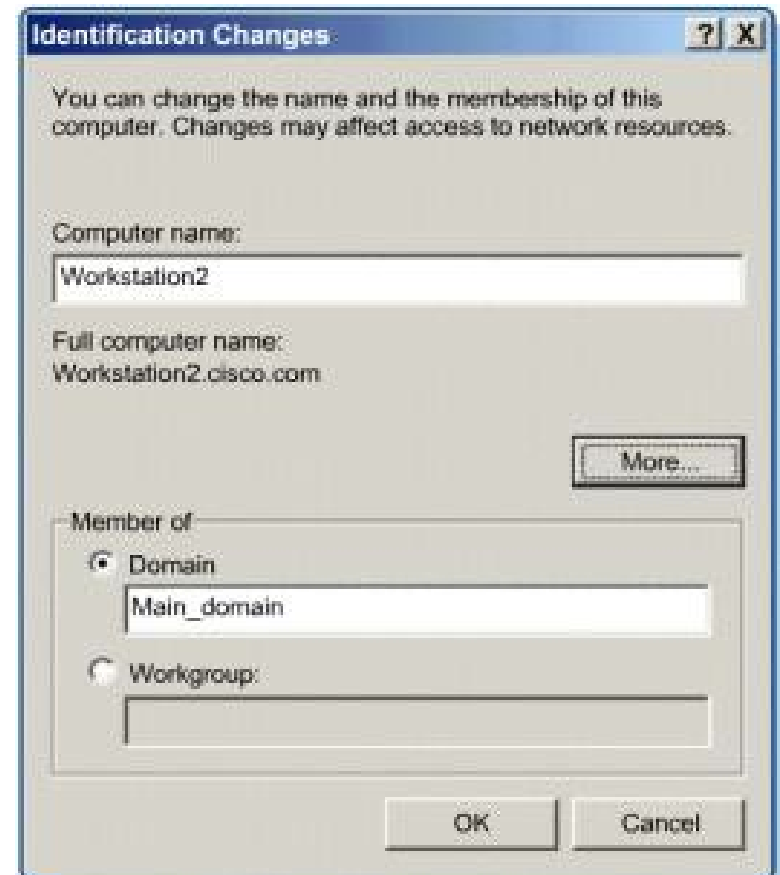 Identification Changes
? X
You can change the name and the membership of this
computer. Changes may affect access to network resources.
Computer name:
Workstation2
Full computer name:
Workstation2.cisco.com
More...
Member of
Domain
Main_domain
Workgroup:
OK Cancel